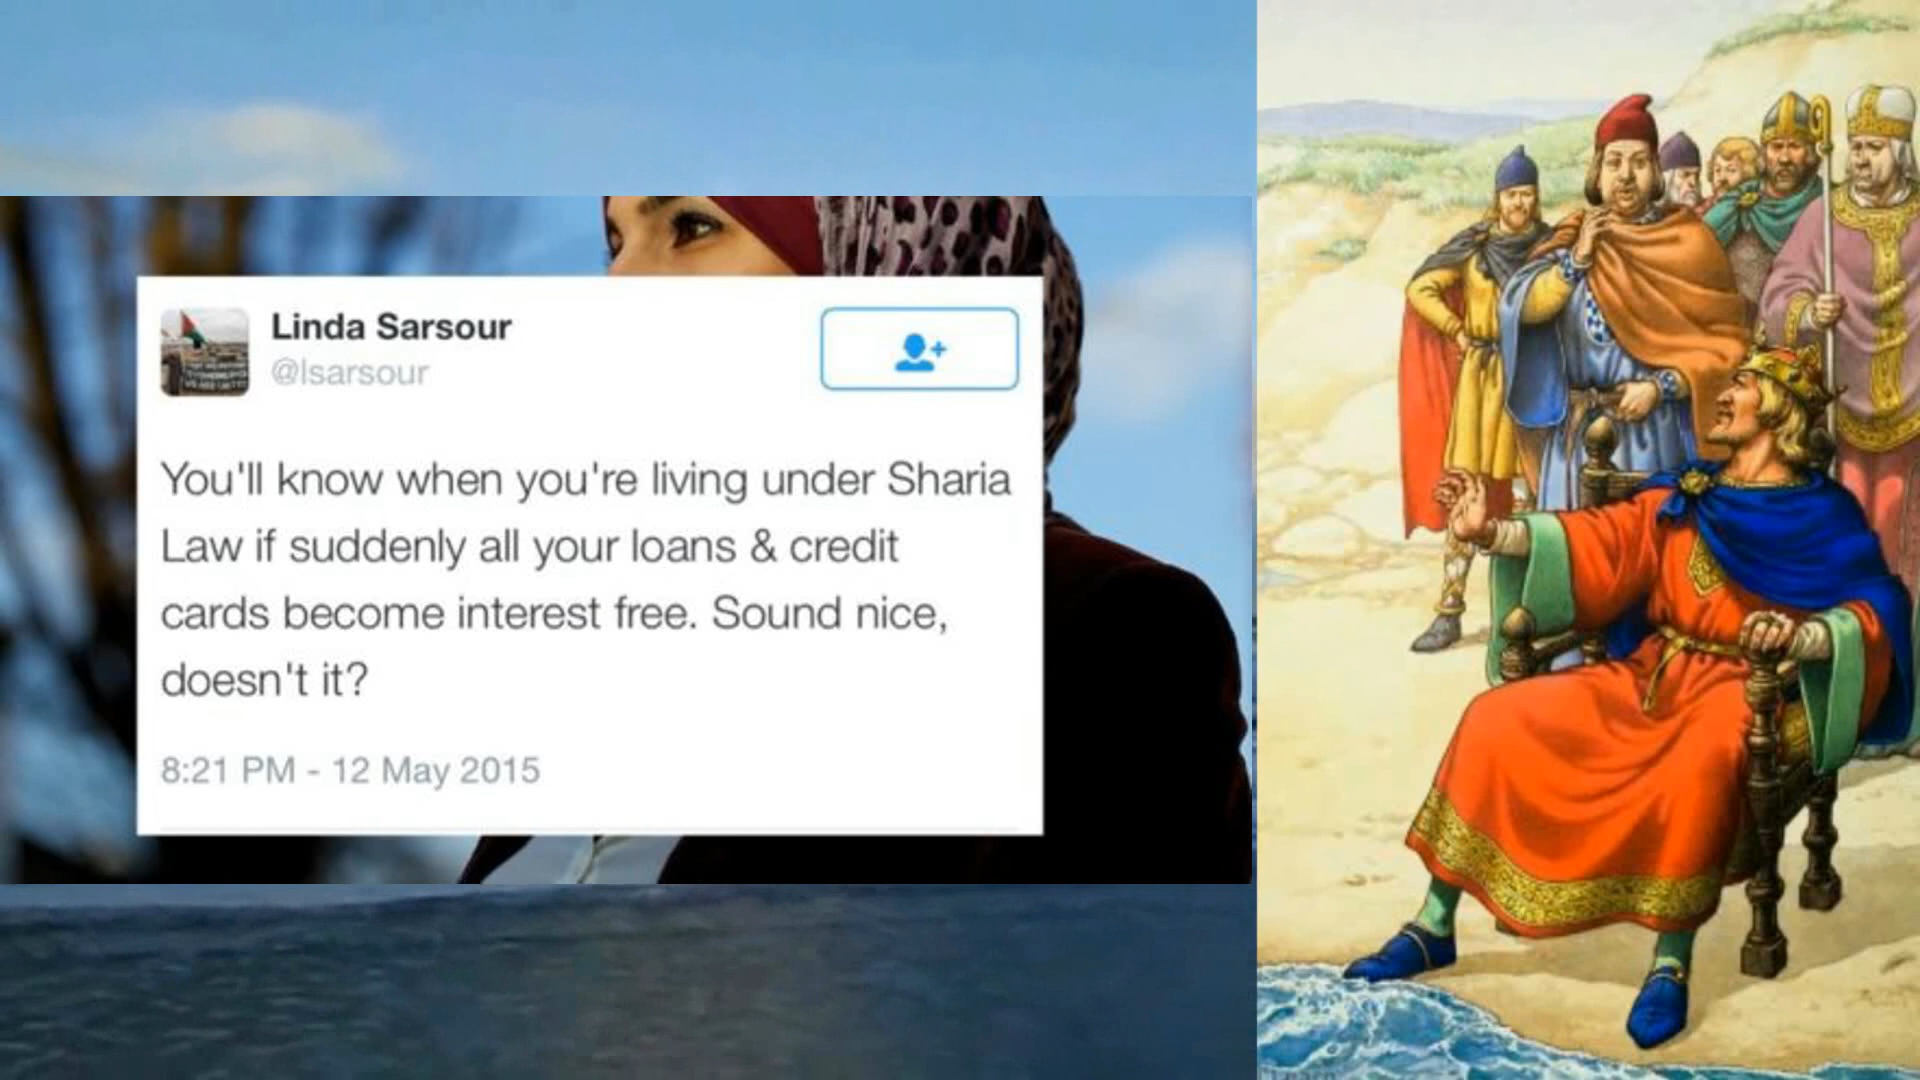 Linda Sarsour
@lsarsour
You'll know when you're living under Sharia
Law if suddenly all your loans & credit
cards become interest free. Sound nice,
doesn't it?
8:21 PM - 12 May 2015